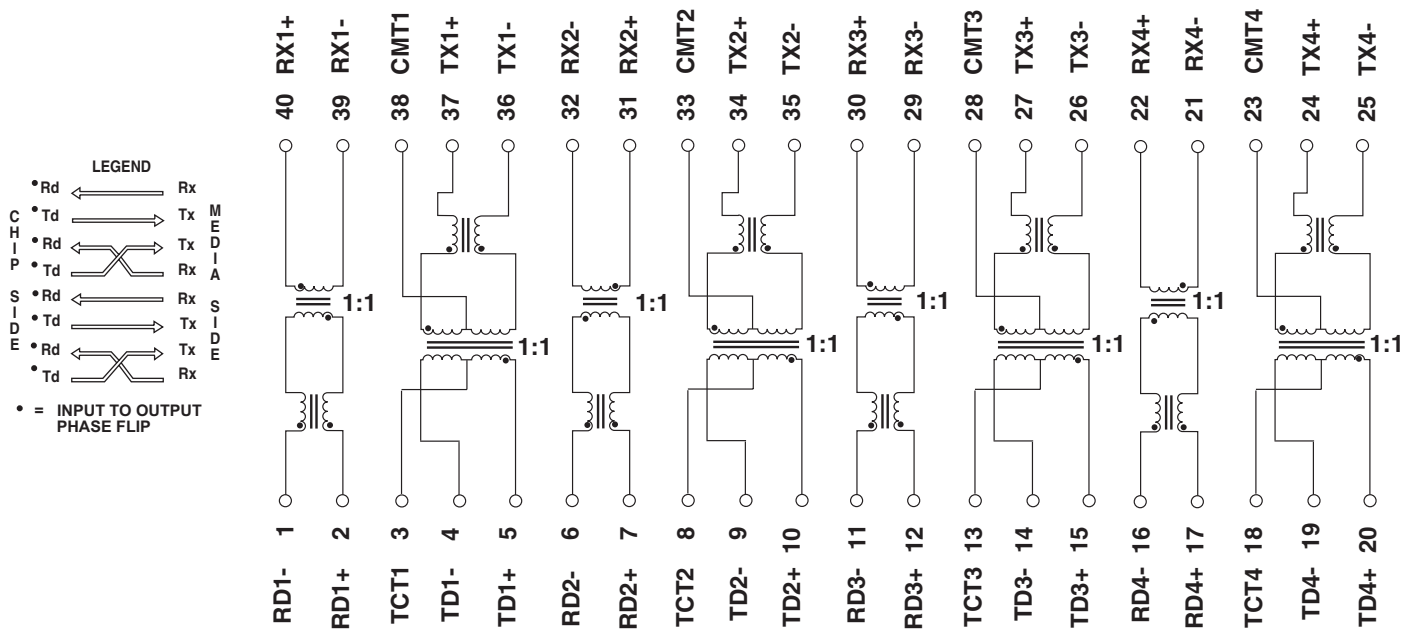 RX1+ RX1- CMT1 TX1+ TX1- RX2- RX2+ CMT2 TX2+ TX2- RX3+ RX3- CMT3 TX3+ TX3- RX4+ RX4- CMT4 TX4+ TX4-
40 39 38 37 36 32 31 33 34 35 30 29 28 27 26 22 21 23 24 25
LEGEND
• Rd Rx
• Td Tx
• Rd Tx
• Td Rx
• Rd Rx
• Td Tx
• Rd Tx
• Td Rx
CHIP SIDE
MEDIA SIDE
• = INPUT TO OUTPUT
PHASE FLIP
1:1 1:1 1:1 1:1
1:1 1:1 1:1 1:1
1 2 3 4 5 6 7 8 9 10 11 12 13 14 15 16 17 18 19 20
RD1- RD1+ TCT1 TD1- TD1+ RD2- RD2+ TCT2 TD2- TD2+ RD3- RD3+ TCT3 TD3- TD3+ RD4- RD4+ TCT4 TD4- TD4+